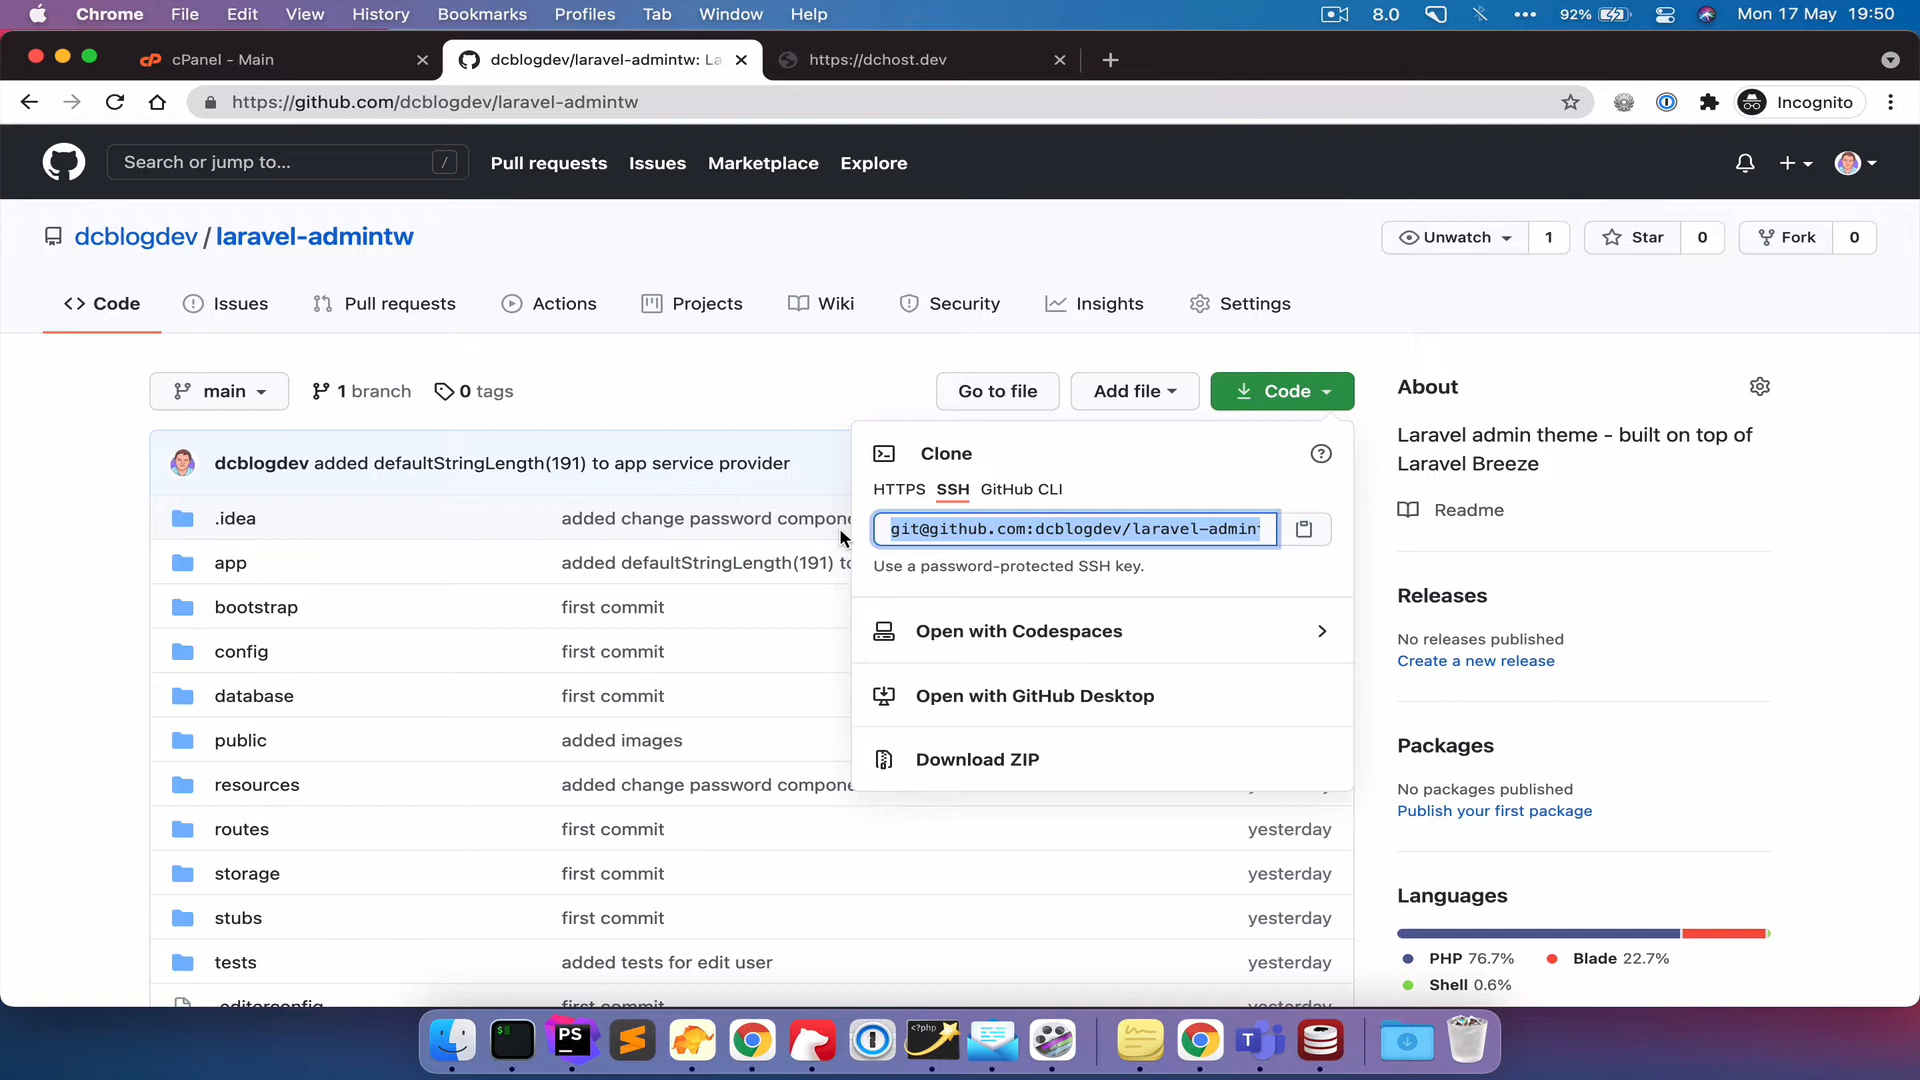 Chrome File Edit View History Bookmarks Profiles Tab Window Help 8.0 92% Mon 17 May 19:50
cPanel - Main dcblogdev/laravel-admintw: La https://dchost.dev
https://github.com/dcblogdev/laravel-admintw Incognito
Search or jump to... / Pull requests Issues Marketplace Explore
dcblogdev / laravel-admintw Unwatch 1 Star 0 Fork 0
Code Issues Pull requests Actions Projects Wiki Security Insights Settings
main 1 branch 0 tags Go to file Add file Code
dcblogdev added defaultStringLength(191) to app service provider
.idea added change password compone
app added defaultStringLength(191) to
bootstrap first commit
config first commit
database first commit
public added images
resources added change password compone
routes first commit yesterday
storage first commit yesterday
stubs first commit yesterday
tests added tests for edit user yesterday
.editorconfig first commit yesterday
Clone
HTTPS SSH GitHub CLI
git@github.com:dcblogdev/laravel-admint
Use a password-protected SSH key.
Open with Codespaces
Open with GitHub Desktop
Download ZIP
About
Laravel admin theme - built on top of
Laravel Breeze
Readme
Releases
No releases published
Create a new release
Packages
No packages published
Publish your first package
Languages
PHP 76.7% Blade 22.7%
Shell 0.6%
$
PS
<?php